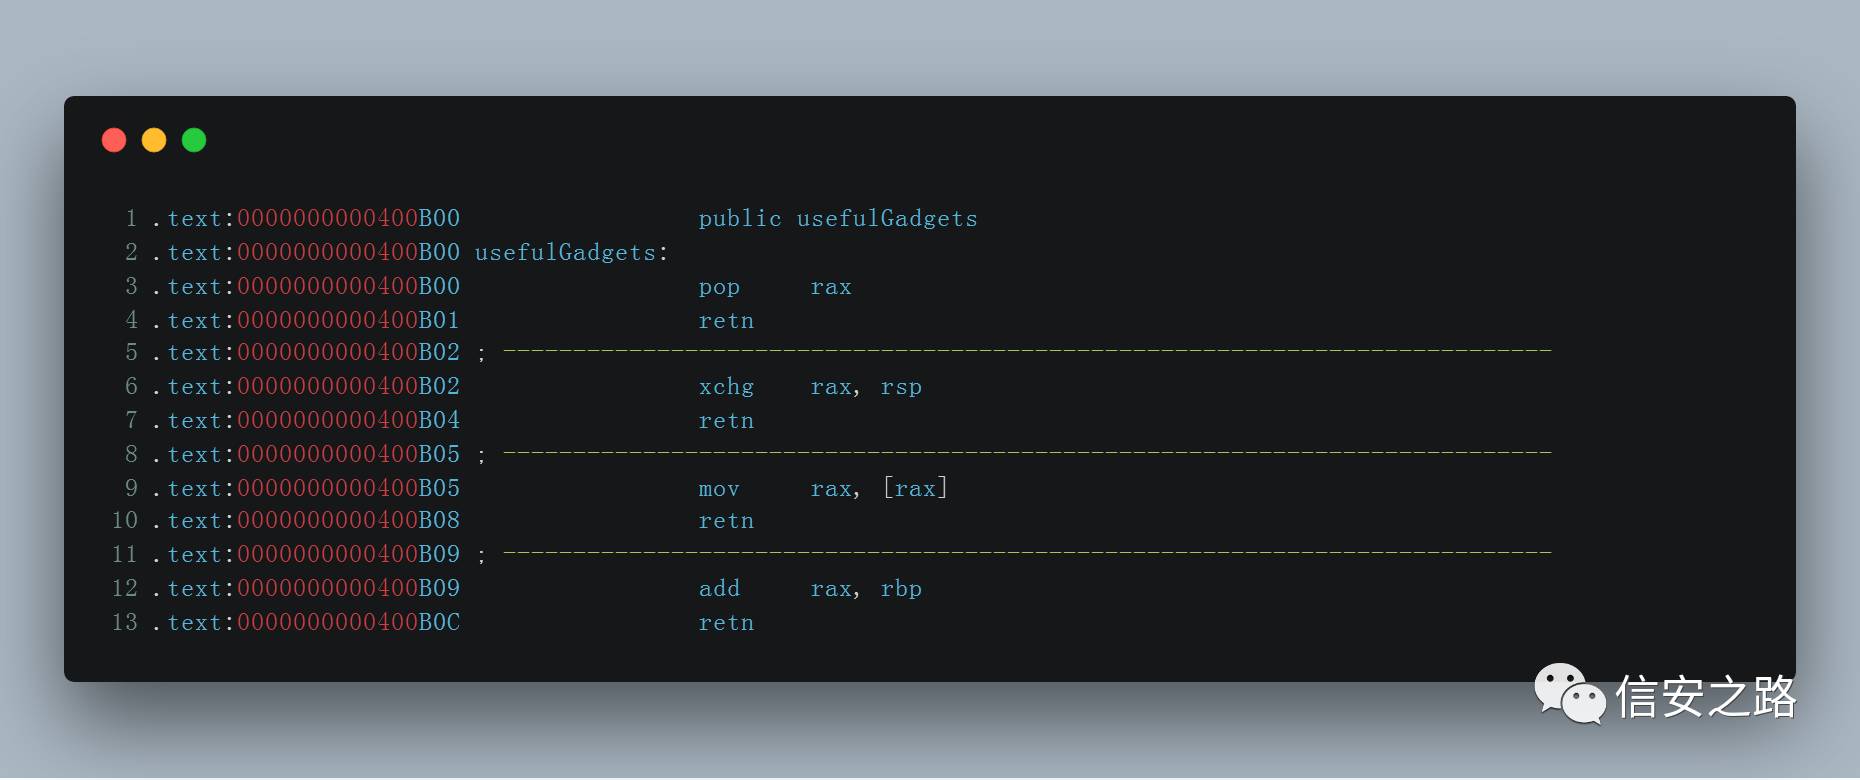 1 .text:0000000000400B00 public usefulGadgets
2 .text:0000000000400B00 usefulGadgets:
3 .text:0000000000400B00 pop rax
4 .text:0000000000400B01 retn
5 .text:0000000000400B02 ; ---------------------------------------------------------------------------
6 .text:0000000000400B02 xchg rax, rsp
7 .text:0000000000400B04 retn
8 .text:0000000000400B05 ; ---------------------------------------------------------------------------
9 .text:0000000000400B05 mov rax, [rax]
10 .text:0000000000400B08 retn
11 .text:0000000000400B09 ; ---------------------------------------------------------------------------
12 .text:0000000000400B09 add rax, rbp
13 .text:0000000000400B0C retn
信安之路